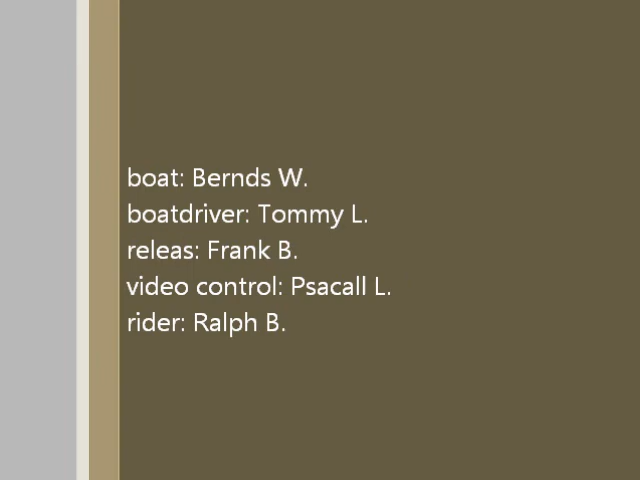 boat: Bernds W.
boatdriver: Tommy L.
releas: Frank B.
video control: Psacall L.
rider: Ralph B.